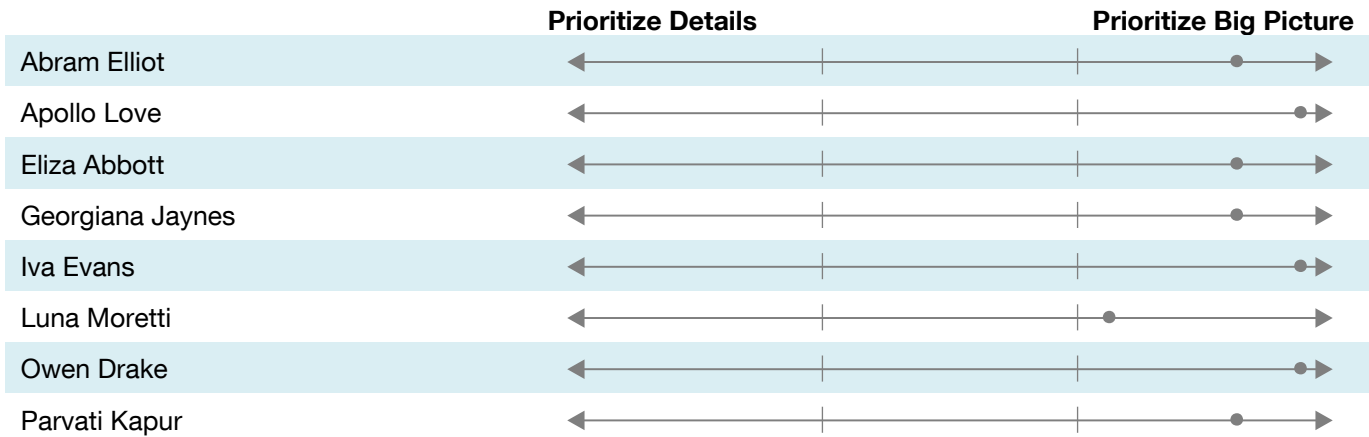 Prioritize Details Prioritize Big Picture
Abram Elliot
Apollo Love
Eliza Abbott
Georgiana Jaynes
Iva Evans
Luna Moretti
Owen Drake
Parvati Kapur